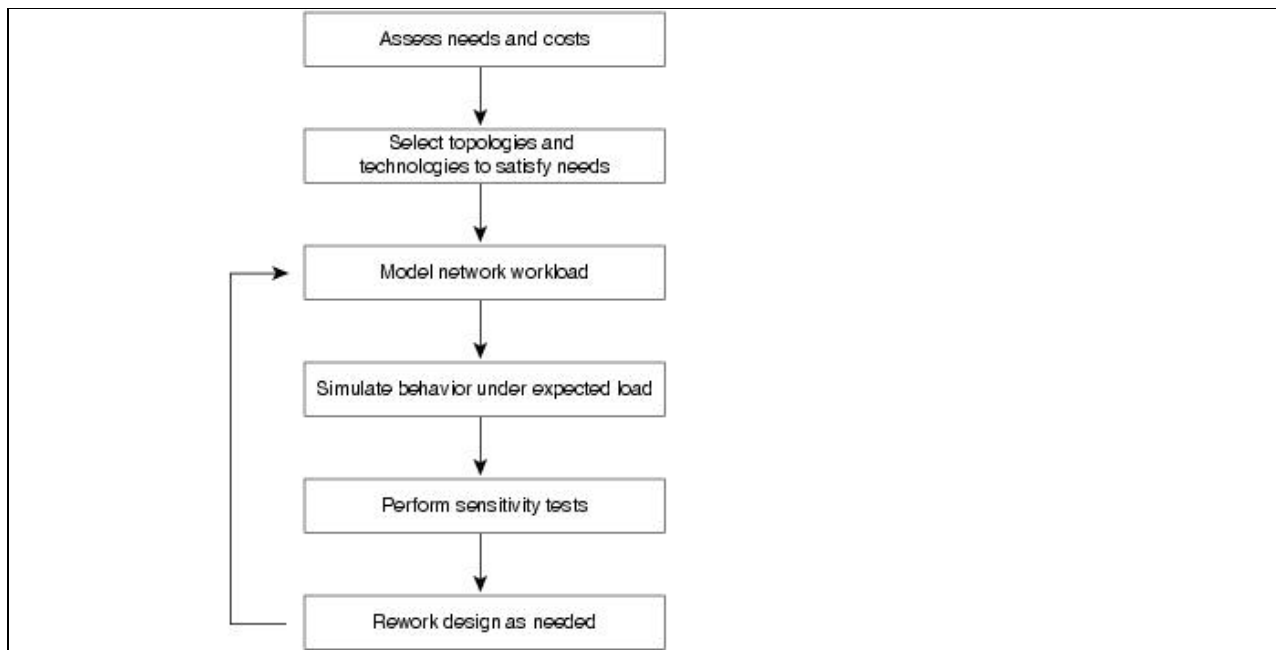 Assess needs and costs
Select topologies and
technologies to satisfy needs
Model network workload
Simulate behavior under expected load
Perform sensitivity tests
Rework design as needed